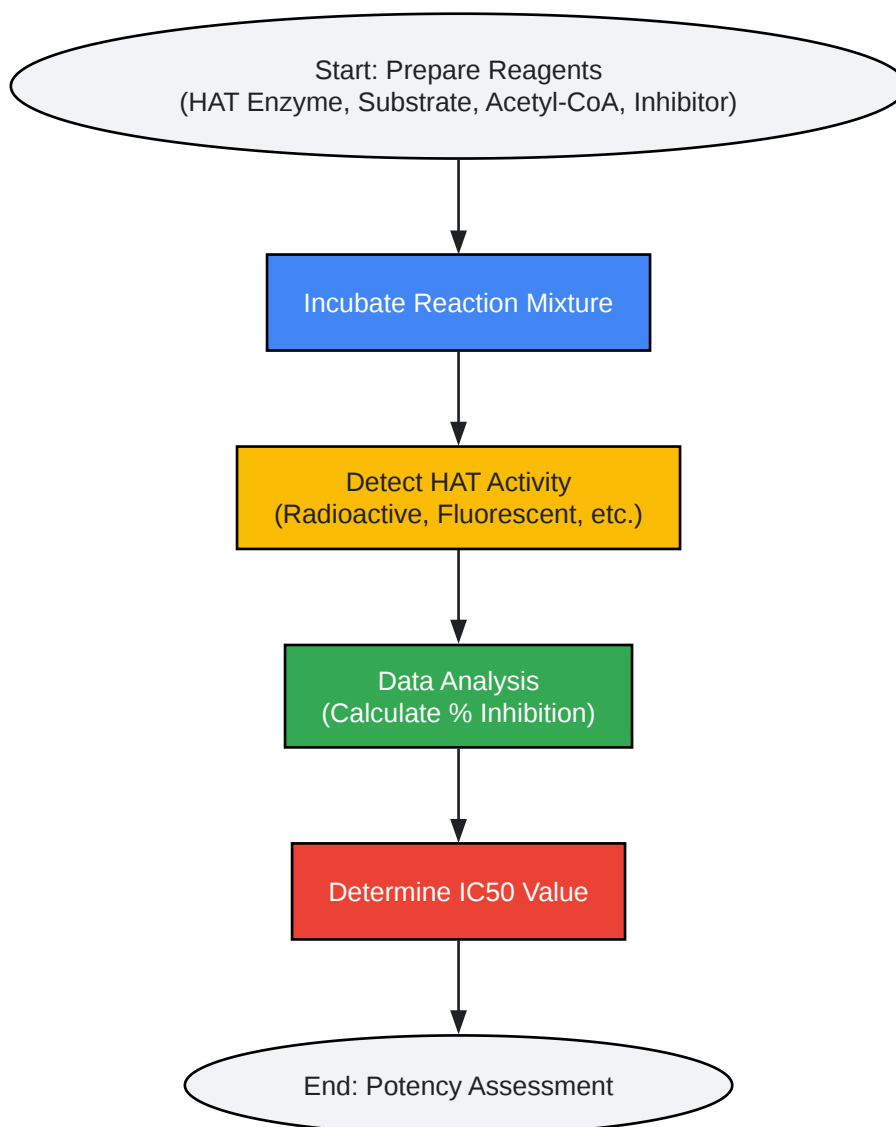 Start: Prepare Reagents
(HAT Enzyme, Substrate, Acetyl-CoA, Inhibitor)
Incubate Reaction Mixture
Detect HAT Activity
(Radioactive, Fluorescent, etc.)
Data Analysis
(Calculate % Inhibition)
Determine IC50 Value
End: Potency Assessment